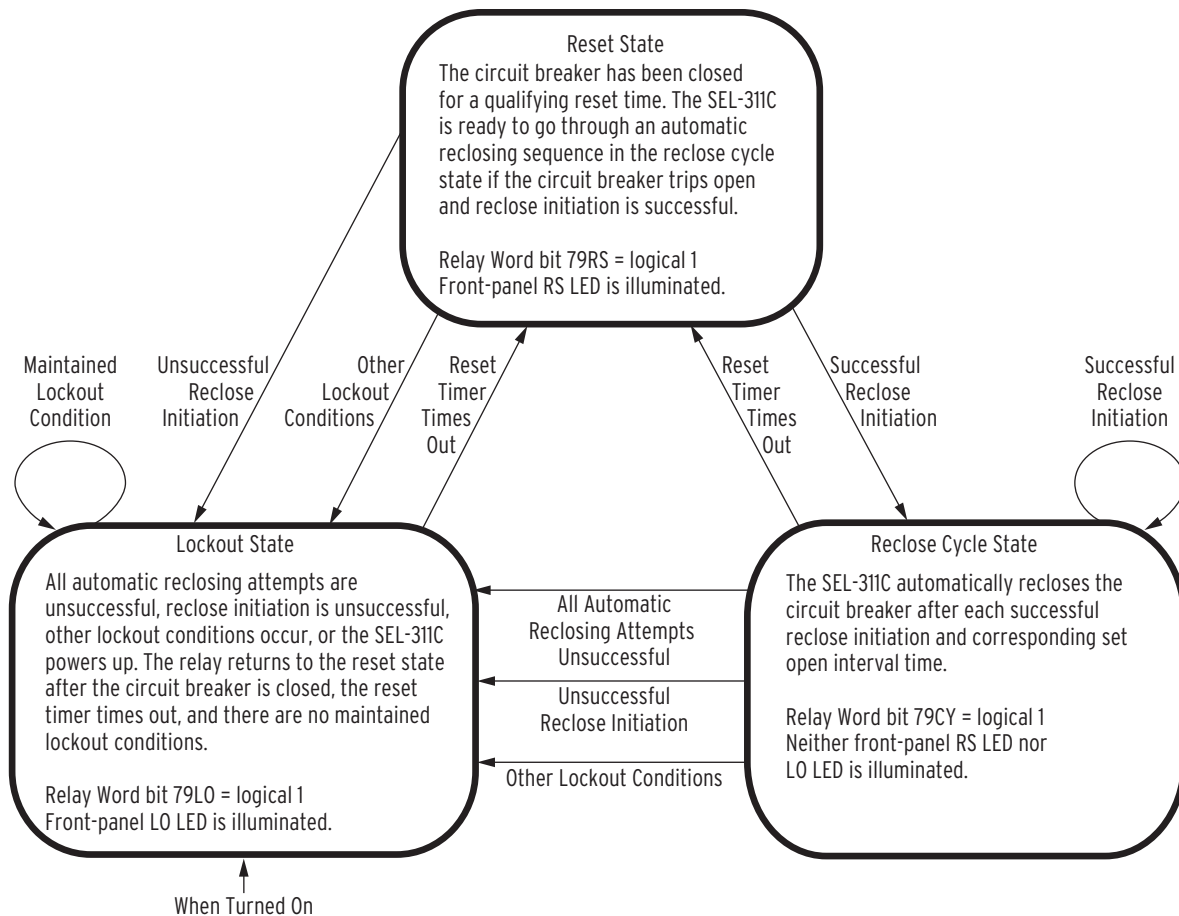 Reset State
The circuit breaker has been closed
for a qualifying reset time. The SEL-311C
is ready to go through an automatic
reclosing sequence in the reclose cycle
state if the circuit breaker trips open
and reclose initiation is successful.
Relay Word bit 79RS = logical 1
Front-panel RS LED is illuminated.
Maintained
Lockout
Condition
Unsuccessful
Reclose
Initiation
Other
Lockout
Conditions
Reset
Timer
Times
Out
Reset
Timer
Times
Out
Successful
Reclose
Initiation
Successful
Reclose
Initiation
Lockout State
All automatic reclosing attempts are
unsuccessful, reclose initiation is unsuccessful,
other lockout conditions occur, or the SEL-311C
powers up. The relay returns to the reset state
after the circuit breaker is closed, the reset
timer times out, and there are no maintained
lockout conditions.
Relay Word bit 79LO = logical 1
Front-panel LO LED is illuminated.
All Automatic
Reclosing Attempts
Unsuccessful
Unsuccessful
Reclose Initiation
Other Lockout Conditions
Reclose Cycle State
The SEL-311C automatically recloses the
circuit breaker after each successful
reclose initiation and corresponding set
open interval time.
Relay Word bit 79CY = logical 1
Neither front-panel RS LED nor
LO LED is illuminated.
When Turned On